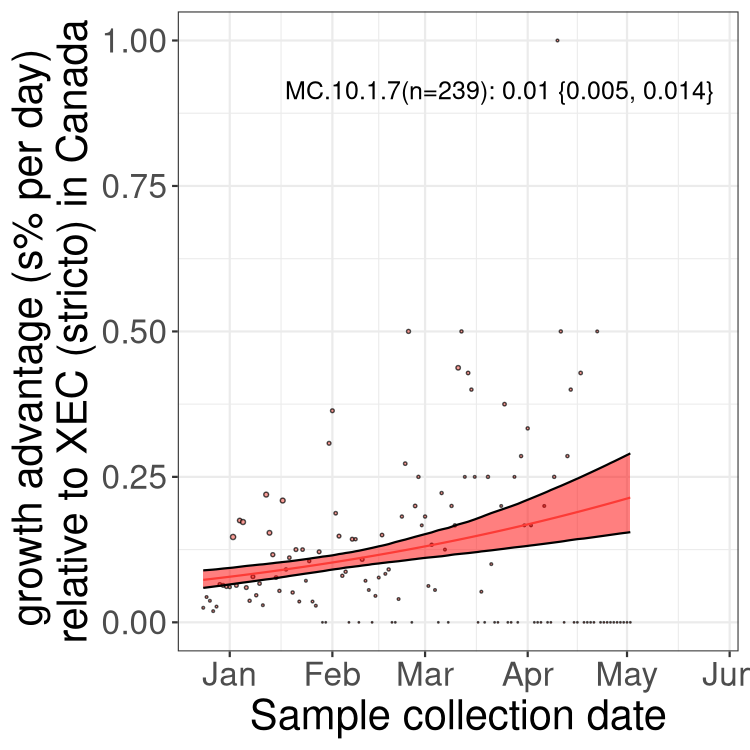 growth advantage (s% per day)
relative to XEC (stricto) in Canada
1.00
0.75
0.50
0.25
0.00
MC.10.1.7(n=239): 0.01 {0.005, 0.014}
Jan Feb Mar Apr May Jun
Sample collection date